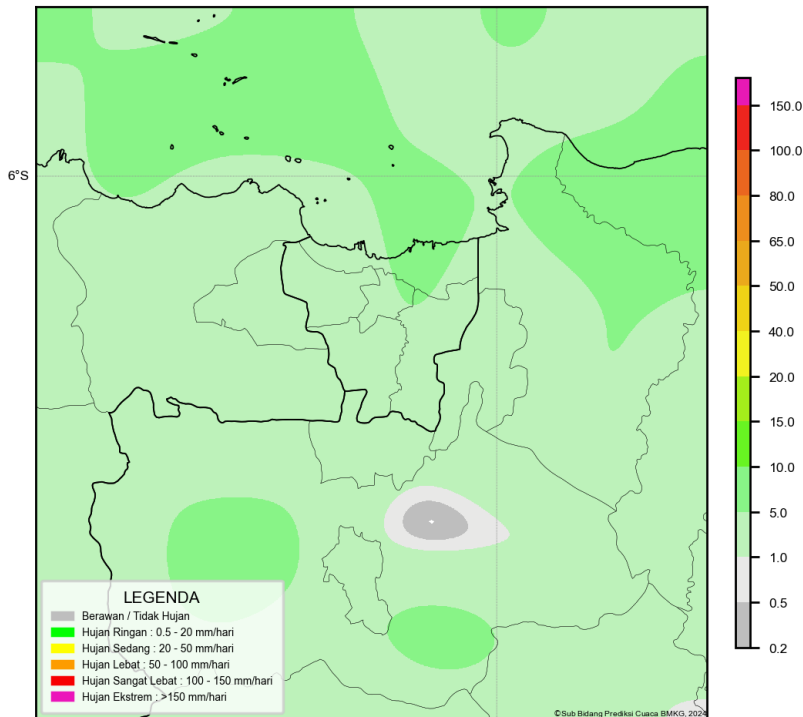 6°S
150.0
100.0
80.0
65.0
50.0
40.0
20.0
15.0
10.0
5.0
1.0
0.5
0.2
LEGENDA
Berawan / Tidak Hujan
Hujan Ringan : 0.5 - 20 mm/hari
Hujan Sedang : 20 - 50 mm/hari
Hujan Lebat : 50 - 100 mm/hari
Hujan Sangat Lebat : 100 - 150 mm/hari
Hujan Ekstrem : >150 mm/hari
©Sub Bidang Prediksi Cuaca BMKG, 2024